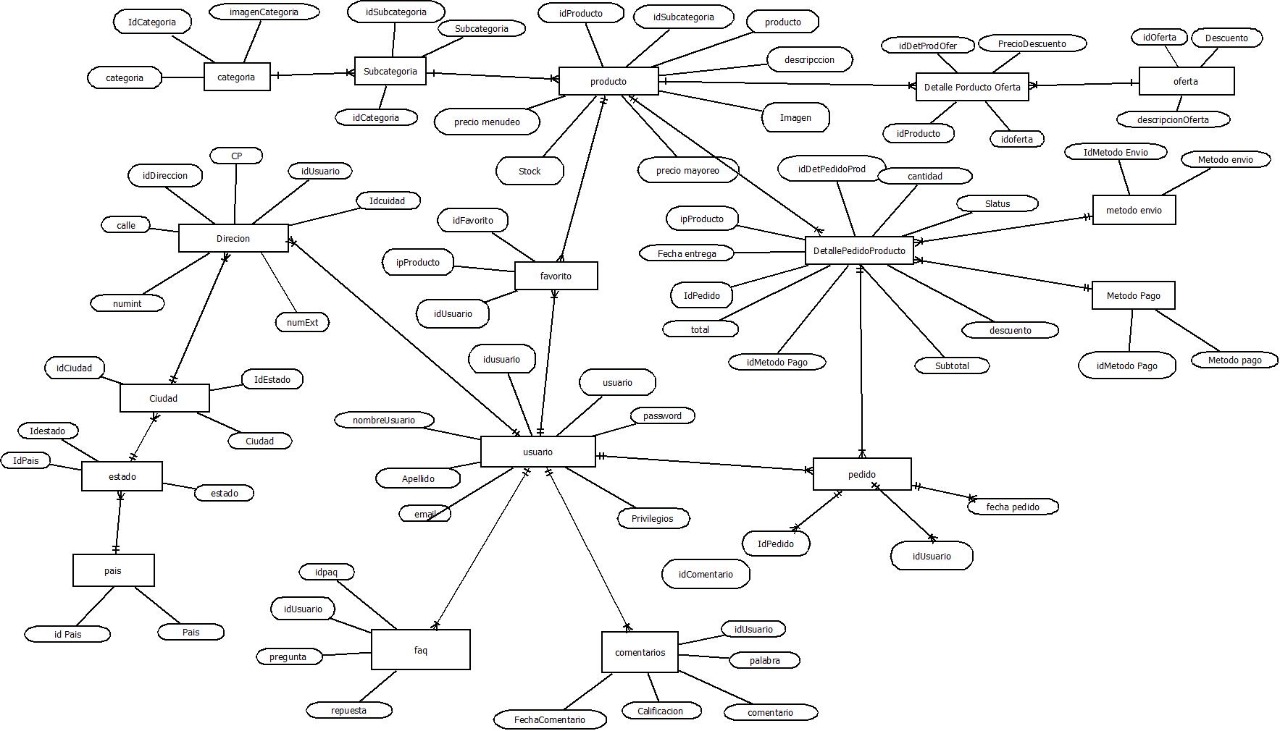 IdCategoria
imagenCategoria
idSubcategoria
Subcategoria
categoria
categoria
Subcategoria
idCategoria
idProducto
idSubcategoria
producto
descripccion
producto
precio menudeo
Imagen
Stock
precio mayoreo
idDetProdOfer
PrecioDescuento
idOferta
Descuento
Detalle Porducto Oferta
oferta
idProducto
idoferta
descripcionOferta
idDireccion
CP
idUsuario
Idcuidad
calle
Direcion
numint
numExt
idFavorito
ipProducto
favorito
idUsuario
idDetPedidoProd
cantidad
Slatus
ipProducto
Fecha entrega
DetallePedidoProducto
IdPedido
total
idMetodo Pago
Subtotal
descuento
IdMetodo Envio
Metodo envio
metodo envio
Metodo Pago
idMetodo Pago
Metodo pago
idCiudad
IdEstado
Ciudad
Ciudad
Idestado
IdPais
estado
estado
pais
id Pais
Pais
idusuario
usuario
nombreUsuario
password
usuario
Apellido
email
Privilegios
pedido
fecha pedido
IdPedido
idUsuario
idComentario
idpaq
idUsuario
pregunta
faq
repuesta
idUsuario
comentarios
palabra
FechaComentario
Calificacion
comentario